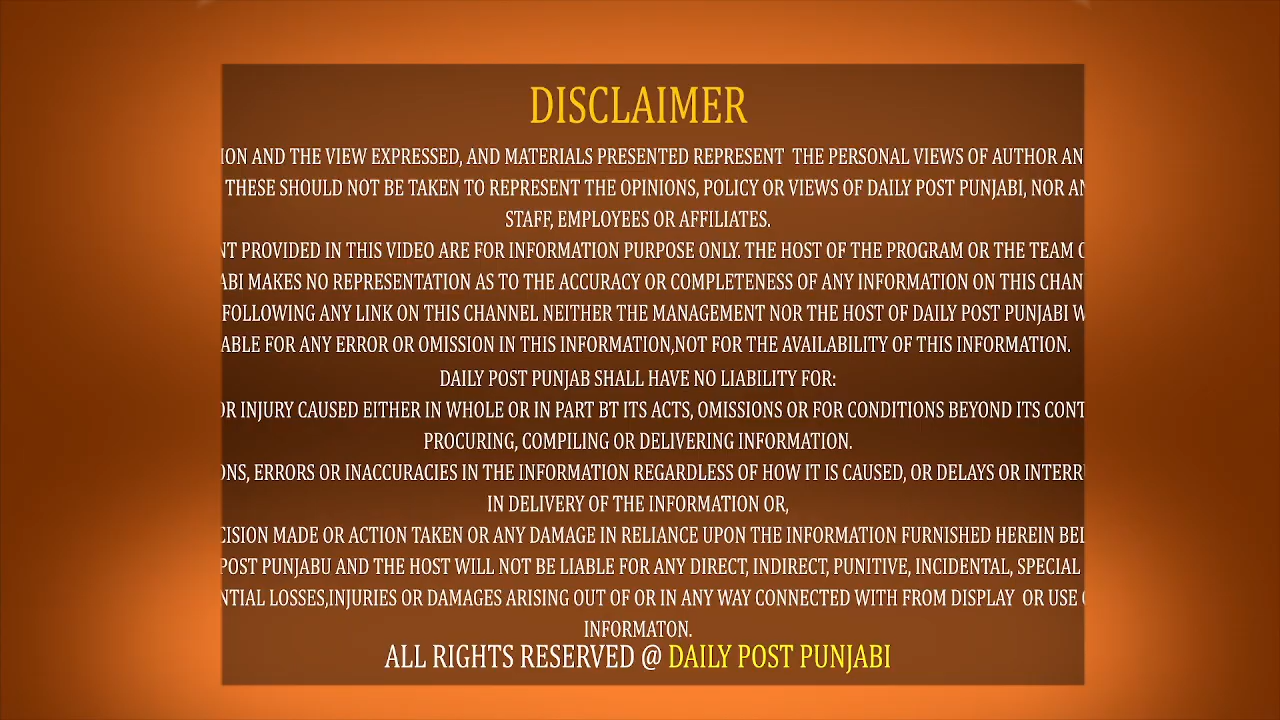 DISCLAIMER
ION AND THE VIEW EXPRESSED, AND MATERIALS PRESENTED REPRESENT THE PERSONAL VIEWS OF AUTHOR AN
THESE SHOULD NOT BE TAKEN TO REPRESENT THE OPINIONS, POLICY OR VIEWS OF DAILY POST PUNJABI, NOR AN
STAFF, EMPLOYEES OR AFFILIATES.
NT PROVIDED IN THIS VIDEO ARE FOR INFORMATION PURPOSE ONLY. THE HOST OF THE PROGRAM OR THE TEAM
ABI MAKES NO REPRESENTATION AS TO THE ACCURACY OR COMPLETENESS OF ANY INFORMATION ON THIS CHAN
FOLLOWING ANY LINK ON THIS CHANNEL NEITHER THE MANAGEMENT NOR THE HOST OF DAILY POST PUNJABI W
ABLE FOR ANY ERROR OR OMISSION IN THIS INFORMATION,NOT FOR THE AVAILABILITY OF THIS INFORMATION.
DAILY POST PUNJAB SHALL HAVE NO LIABILITY FOR:
OR INJURY CAUSED EITHER IN WHOLE OR IN PART BT ITS ACTS, OMISSIONS OR FOR CONDITIONS BEYOND ITS CONT
PROCURING, COMPILING OR DELIVERING INFORMATION.
ONS, ERRORS OR INACCURACIES IN THE INFORMATION REGARDLESS OF HOW IT IS CAUSED, OR DELAYS OR INTERR
IN DELIVERY OF THE INFORMATION OR,
CISION MADE OR ACTION TAKEN OR ANY DAMAGE IN RELIANCE UPON THE INFORMATION FURNISHED HEREIN BEL
POST PUNJABU AND THE HOST WILL NOT BE LIABLE FOR ANY DIRECT, INDIRECT, PUNITIVE, INCIDENTAL, SPECIAL
NTIAL LOSSES,INJURIES OR DAMAGES ARISING OUT OF OR IN ANY WAY CONNECTED WITH FROM DISPLAY OR USE
INFORMATON.
ALL RIGHTS RESERVED @ DAILY POST PUNJABI